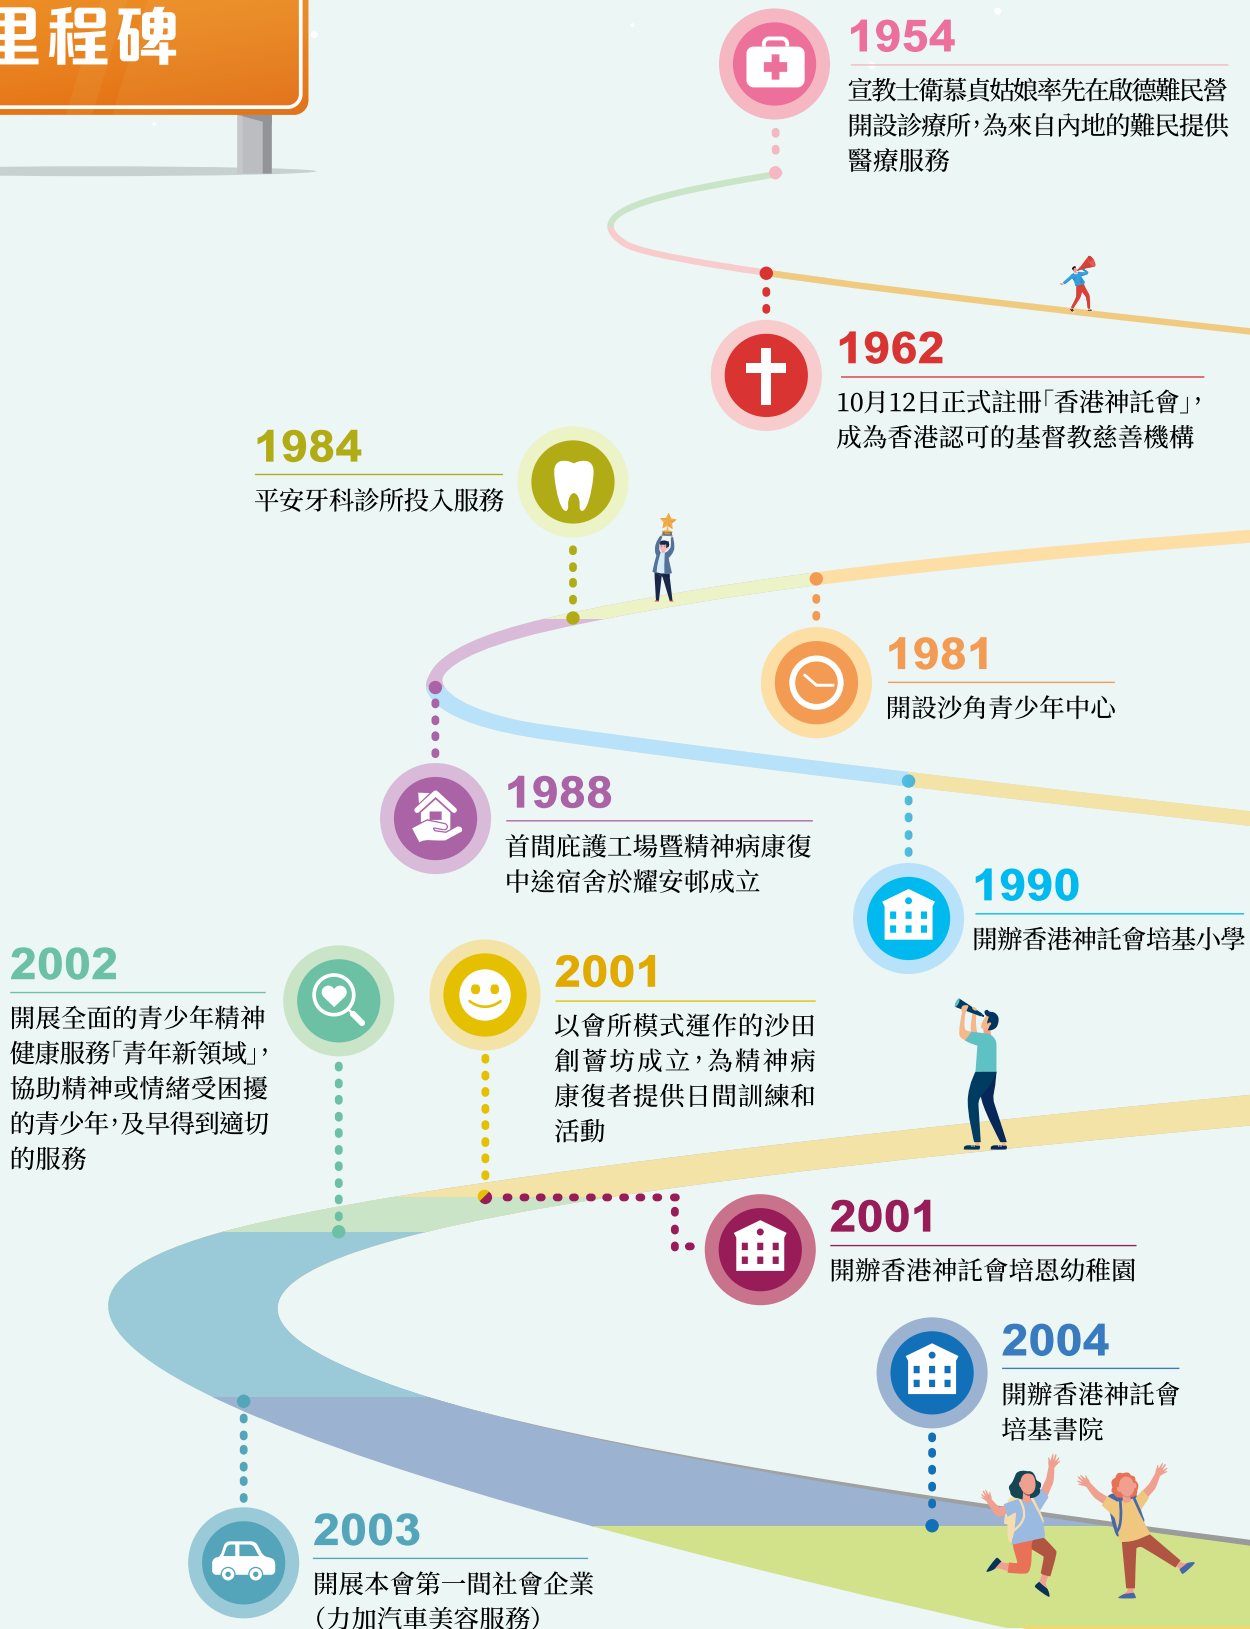 里程碑
1954
宣教士衛慕貞姑娘率先在啟德難民營
開設診療所，為來自內地的難民提供
醫療服務
1962
10月12日正式註冊「香港神託會」，
成為香港認可的基督教慈善機構
1984
平安牙科診所投入服務
1981
開設沙角青少年中心
1988
首間庇護工場暨精神病康復
中途宿舍於耀安邨成立
1990
開辦香港神託會培基小學
2002
開展全面的青少年精神
健康服務「青年新領域」，
協助精神或情緒受困擾
的青少年，及早得到適切
的服務
2001
以會所模式運作的沙田
創薈坊成立，為精神病
康復者提供日間訓練和
活動
2001
開辦香港神託會培恩幼稚園
2004
開辦香港神託會
培基書院
2003
開展本會第一間社會企業
（力加汽車美容服務）